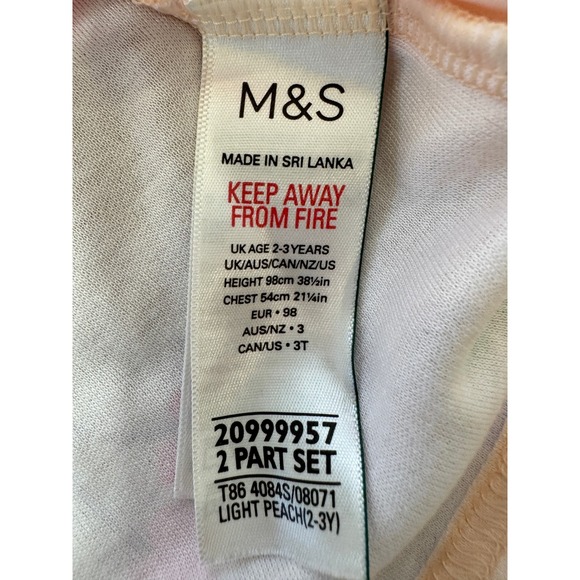 M&S
MADE IN SRI LANKA
KEEP AWAY
FROM FIRE
UK AGE 2-3 YEARS
UK/AUS/CAN/NZ/US
HEIGHT 98cm 38½in
CHEST 54cm 21¼in
EUR • 98
AUS/NZ • 3
CAN/US • 3T
20999957
2 PART SET
T86 4084S/08071
LIGHT PEACH(2-3Y)